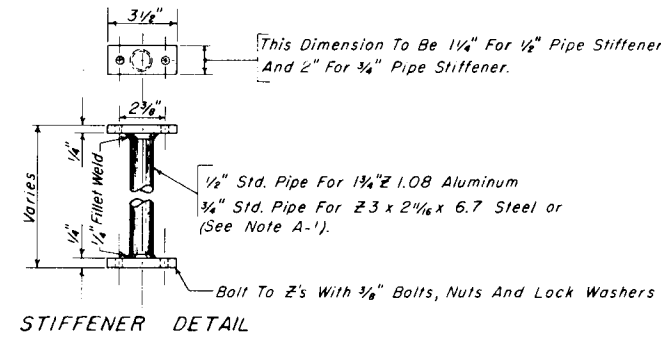 3 1/2"
This Dimension To Be 1 1/4" For 1/2" Pipe Stiffener
And 2" For 3/4" Pipe Stiffener.
2 3/8"
1/4"
Varies
1/4" Fillet Weld
1/2" Std. Pipe For 1 3/4" Z 1.08 Aluminum
3/4" Std. Pipe For Z 3 x 2 11/16 x 6.7 Steel or
(See Note A-1).
1/4"
Bolt To Z's With 3/8" Bolts, Nuts And Lock Washers
STIFFENER DETAIL